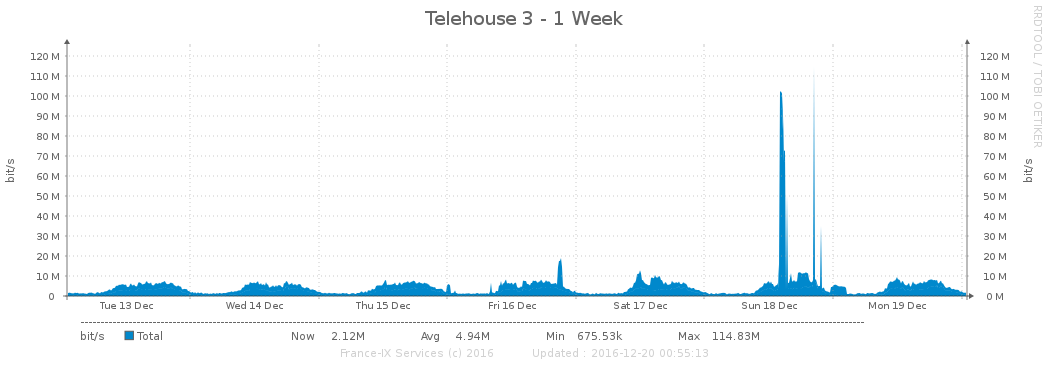 Telehouse 3 - 1 Week
RRDTOOL / TOBI OETIKER
bit/s
120 M 120 M
110 M 110 M
100 M 100 M
90 M 90 M
80 M 80 M
70 M 70 M
60 M 60 M
50 M 50 M
40 M 40 M
30 M 30 M
20 M 20 M
10 M 10 M
0 0 M
bit/s
Tue 13 Dec Wed 14 Dec Thu 15 Dec Fri 16 Dec Sat 17 Dec Sun 18 Dec Mon 19 Dec
bit/s Total Now 2.12M Avg 4.94M Min 675.53k Max 114.83M
France-IX Services (c) 2016 Updated : 2016-12-20 00:55:13